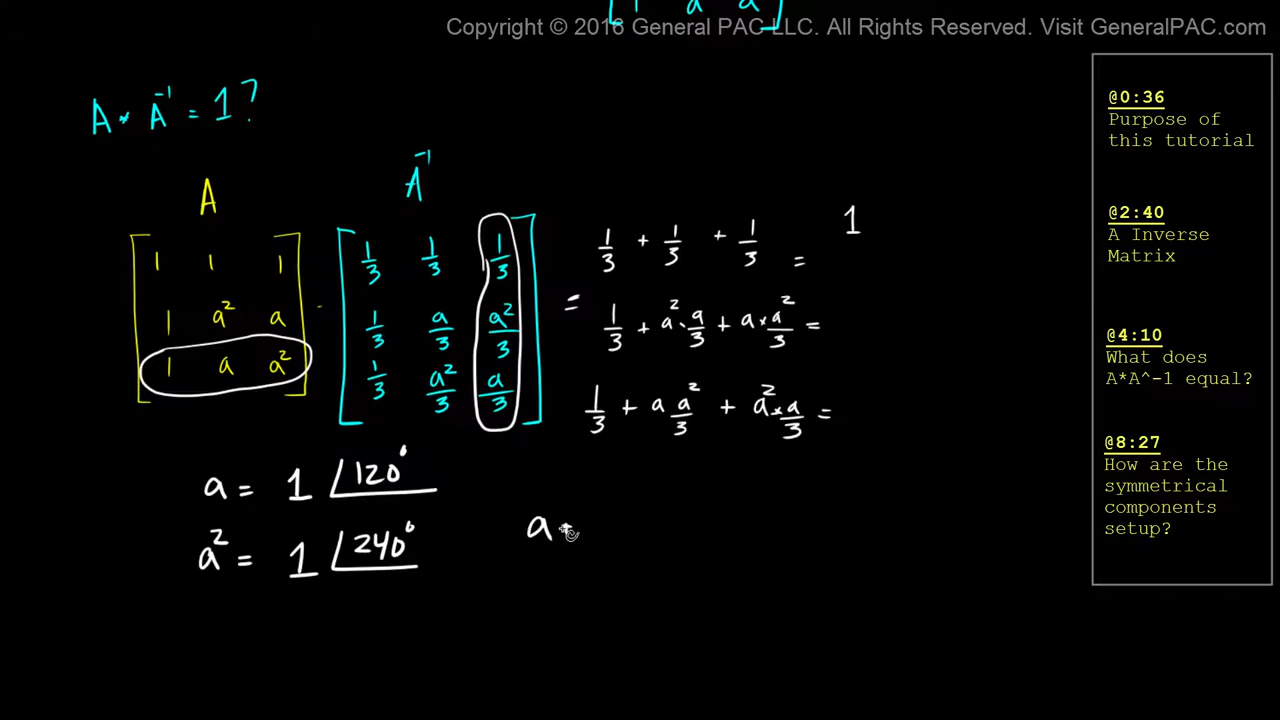 [1 a a]
Copyright © 2016 General PAC LLC. All Rights Reserved. Visit GeneralPAC.com
A * A⁻¹ = 1?
A
A⁻¹
1 1 1
1 a² a
1 a a²
·
1/3 1/3 1/3
1/3 a/3 a²/3
1/3 a²/3 a/3
=
1/3 + 1/3 + 1/3 = 1
1/3 + a² · a/3 + a * a²/3 =
1/3 + a a²/3 + a² * a/3 =
a = 1 ∠120°
a² = 1 ∠240°
a *
@0:36
Purpose of
this tutorial
@2:40
A Inverse
Matrix
@4:10
What does
A*A^-1 equal?
@8:27
How are the
symmetrical
components
setup?